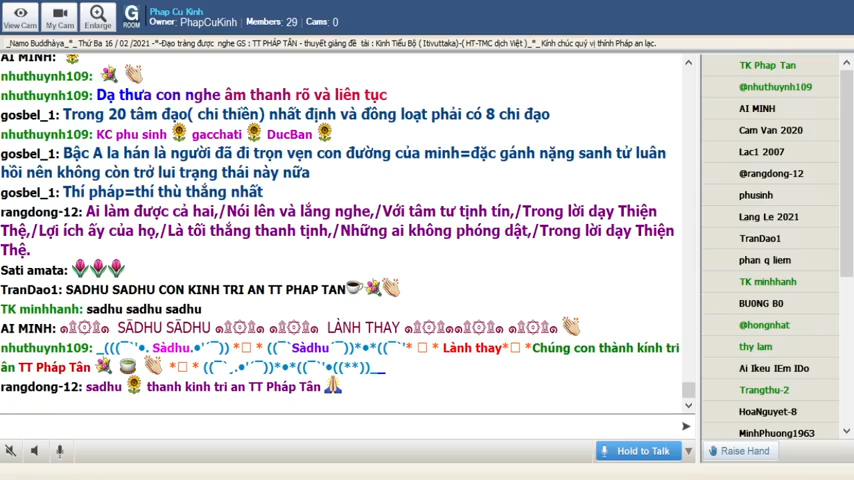 View Cam
My Cam
Enlarge
G
ROOM
Phap Cu Kinh
Owner: PhapCuKinh | Members: 29 | Cams: 0
_Namo Buddhàya_*_ Thứ Ba 16 / 02 /2021 -*-Đạo tràng được nghe GS : TT PHÁP TÂN - thuyết giảng đề tài : Kinh Tiểu Bộ ( Itivuttaka)-( HT-TMC dịch Việt )_*_ Kính chúc quý vị thính Pháp an lạc.
AI MINH:
nhuthuynh109:
nhuthuynh109: Dạ thưa con nghe âm thanh rõ và liên tục
gosbel_1: Trong 20 tâm đạo( chi thiền) nhất định và đồng loạt phải có 8 chi đạo
nhuthuynh109: KC phu sinh 🌻 gacchati 🌻 DucBan 🌻
gosbel_1: Bậc A la hán là người đã đi trọn vẹn con đường của minh=đặc gánh nặng sanh tử luân
hồi nên không còn trở lui trạng thái này nữa
gosbel_1: Thí pháp=thí thù thắng nhất
rangdong-12: Ai làm được cả hai,/Nói lên và lắng nghe,/Với tâm tư tịnh tín,/Trong lời dạy Thiện
Thệ,/Lợi ích ấy của họ,/Là tối thắng thanh tịnh,/Những ai không phóng dật,/Trong lời dạy Thiện
Thệ.
Sati amata: 🌷🌷🌷
TranDao1: SADHU SADHU CON KINH TRI AN TT PHAP TAN
TK minhhanh: sadhu sadhu sadhu
AI MINH: ๑۩۞۩๑ SĀDHU SĀDHU ๑۩۞۩๑ ๑۩۞۩๑ LÀNH THAY ๑۩۞۩๑๑۩۞۩๑ ๑۩۞۩๑
nhuthuynh109: _(((¯`'•. Sàdhu.•'´¯)) *□ * ((¯`Sàdhu´¯))*•*((¯`'* □ * Lành thay*□ *Chúng con thành kính tri
ân TT Pháp Tân *□ * ((¯`¸.•'´¯))*•*((¯`'•((**))__
rangdong-12: sadhu 🌻 thanh kinh tri an TT Pháp Tân 🙏
Hold to Talk
Raise Hand
TK Phap Tan
@nhuthuynh109
AI MINH
Cam Van 2020
Lac1 2007
@rangdong-12
phusinh
Lang Le 2021
TranDao1
phan q liem
TK minhhanh
BU0NG B0
@hongnhat
thy lam
Ai Ikeu IEm IDo
Trangthu-2
HoaNguyet-8
MinhPhuong1963